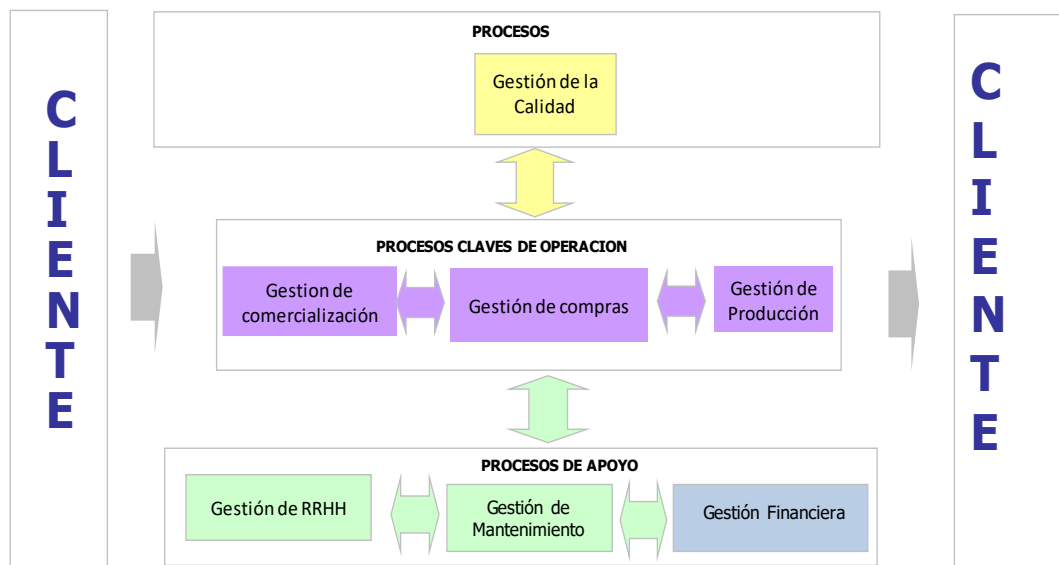 CLIENTE
PROCESOS
Gestión de la
Calidad
PROCESOS CLAVES DE OPERACION
Gestion de
comercialización
Gestión de compras
Gestión de
Producción
PROCESOS DE APOYO
Gestión de RRHH
Gestión de
Mantenimiento
Gestión Financiera
CLIENTE